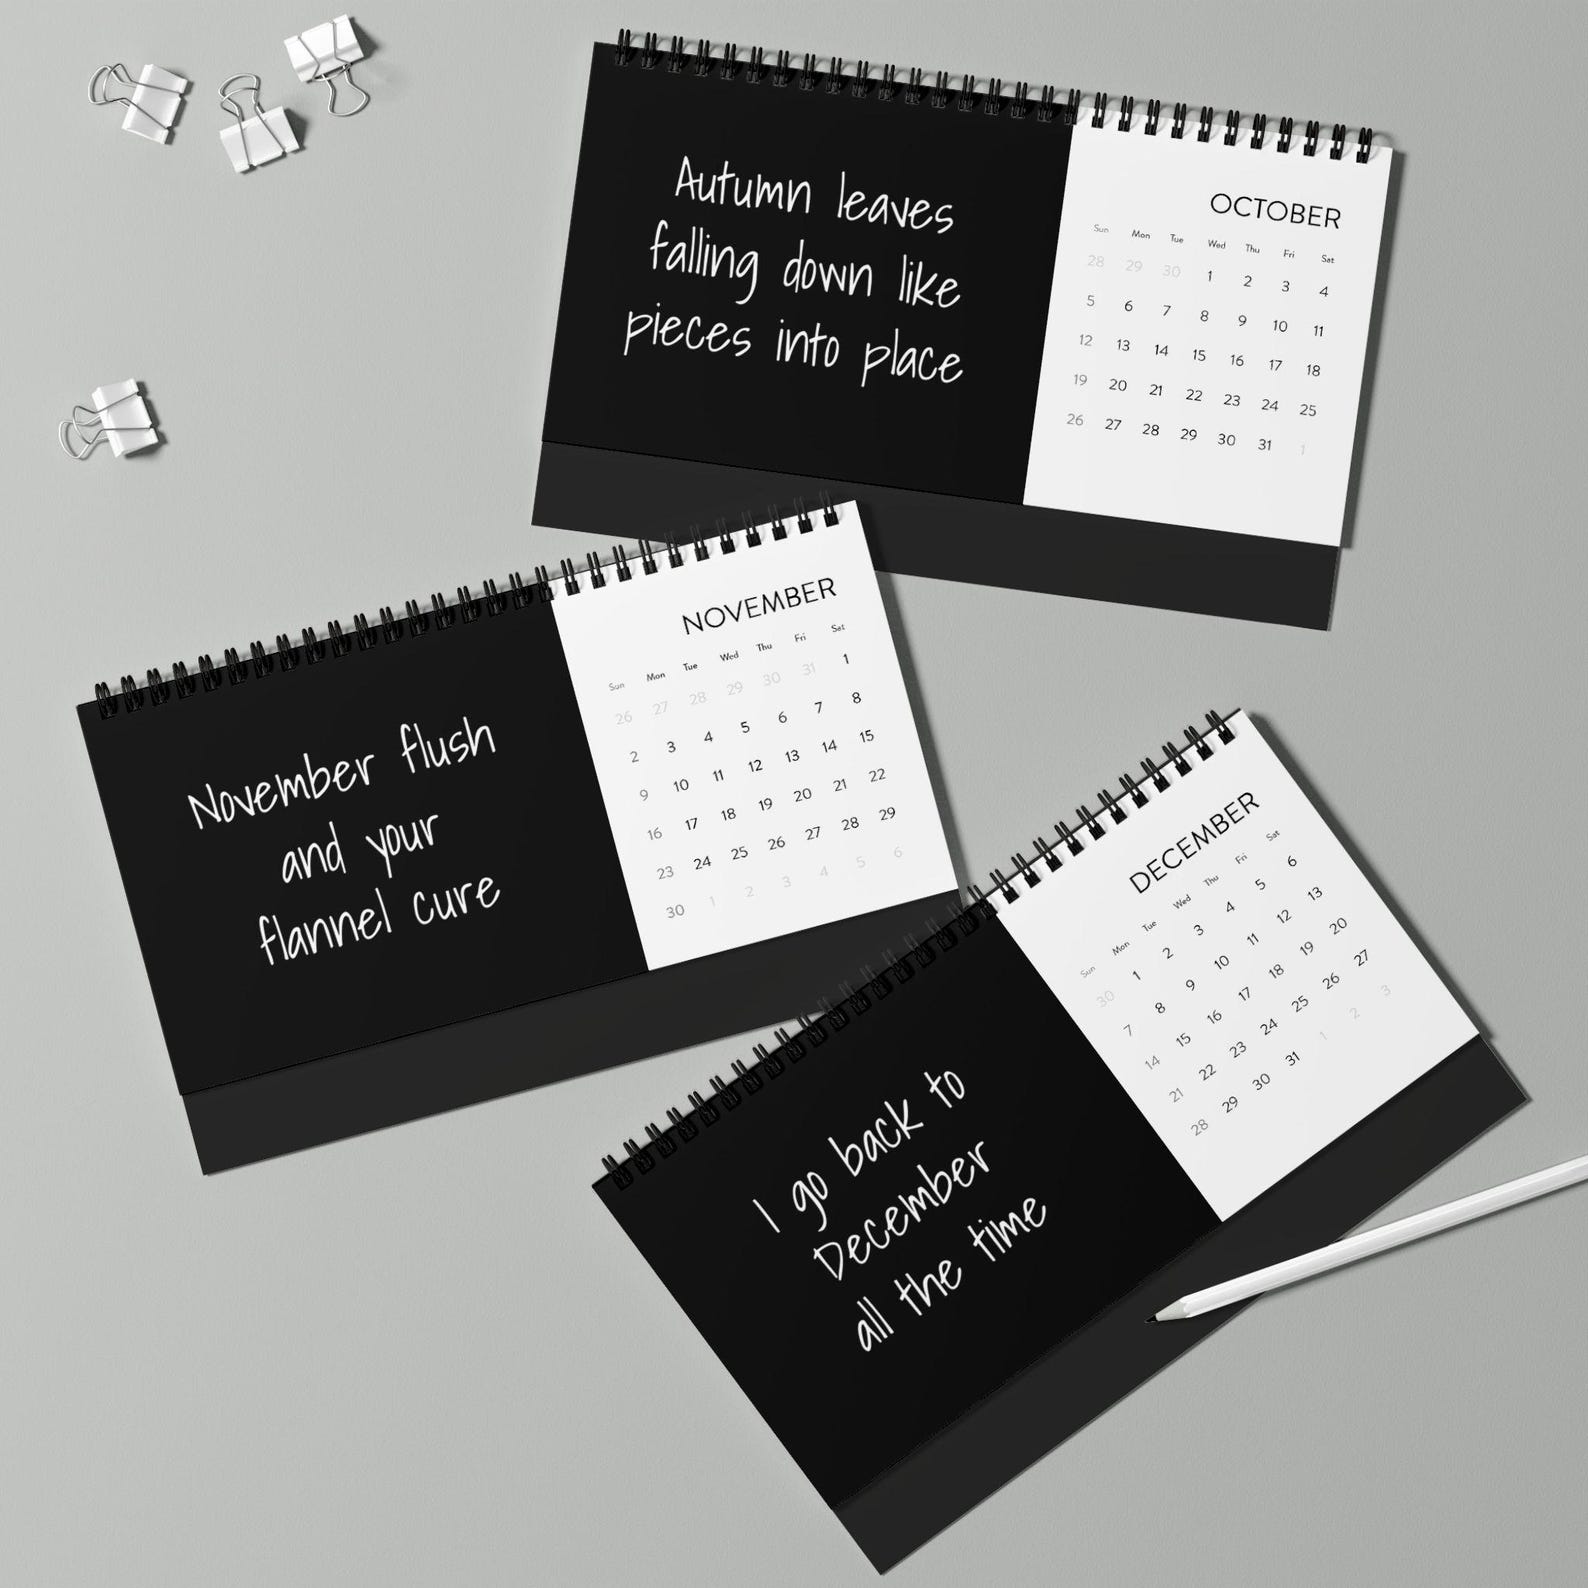 Autumn leaves
falling down like
pieces into place
OCTOBER
Sun Mon Tue Wed Thu Fri Sat
28 29 30 1 2 3 4
5 6 7 8 9 10 11
12 13 14 15 16 17 18
19 20 21 22 23 24 25
26 27 28 29 30 31 1
November flush
and your
flannel cure
NOVEMBER
Sun Mon Tue Wed Thu Fri Sat
26 27 28 29 30 31 1
2 3 4 5 6 7 8
9 10 11 12 13 14 15
16 17 18 19 20 21 22
23 24 25 26 27 28 29
30 1 2 3 4 5 6
I go back to
December
all the time
DECEMBER
Sun Mon Tue Wed Thu Fri Sat
30 1 2 3 4 5 6
7 8 9 10 11 12 13
14 15 16 17 18 19 20
21 22 23 24 25 26 27
28 29 30 31 1 2 3